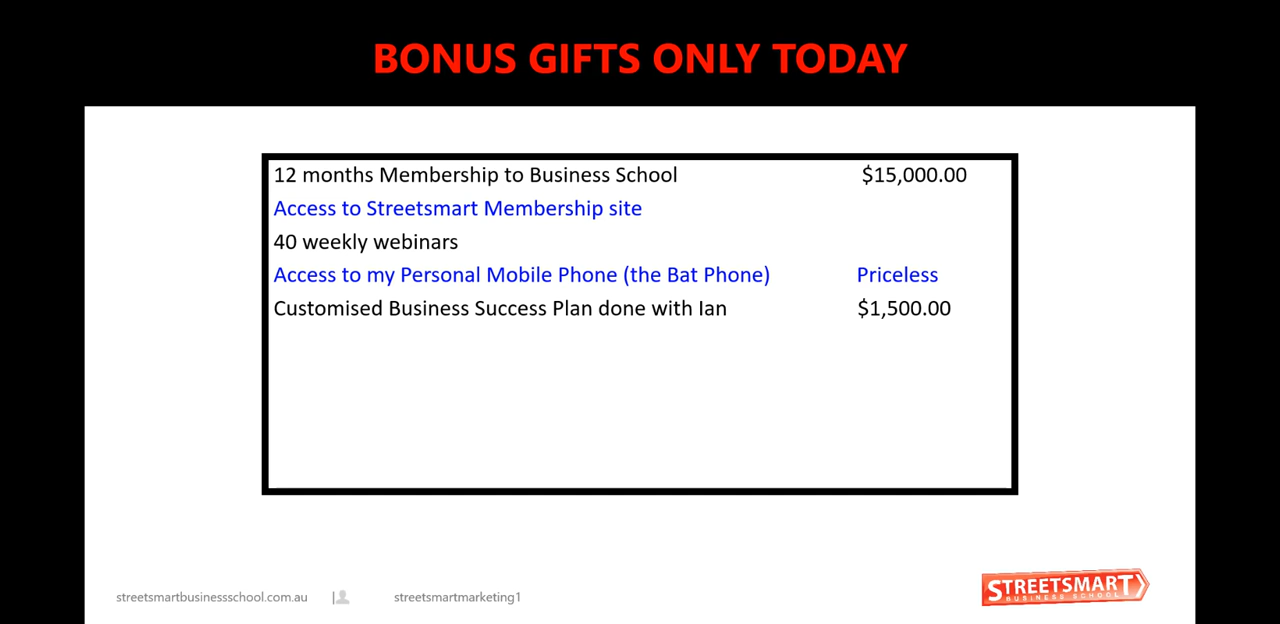 BONUS GIFTS ONLY TODAY
12 months Membership to Business School $15,000.00
Access to Streetsmart Membership site
40 weekly webinars
Access to my Personal Mobile Phone (the Bat Phone) Priceless
Customised Business Success Plan done with Ian $1,500.00
streetsmartbusinessschool.com.au | streetsmartmarketing1
STREETSMART
BUSINESS SCHOOL